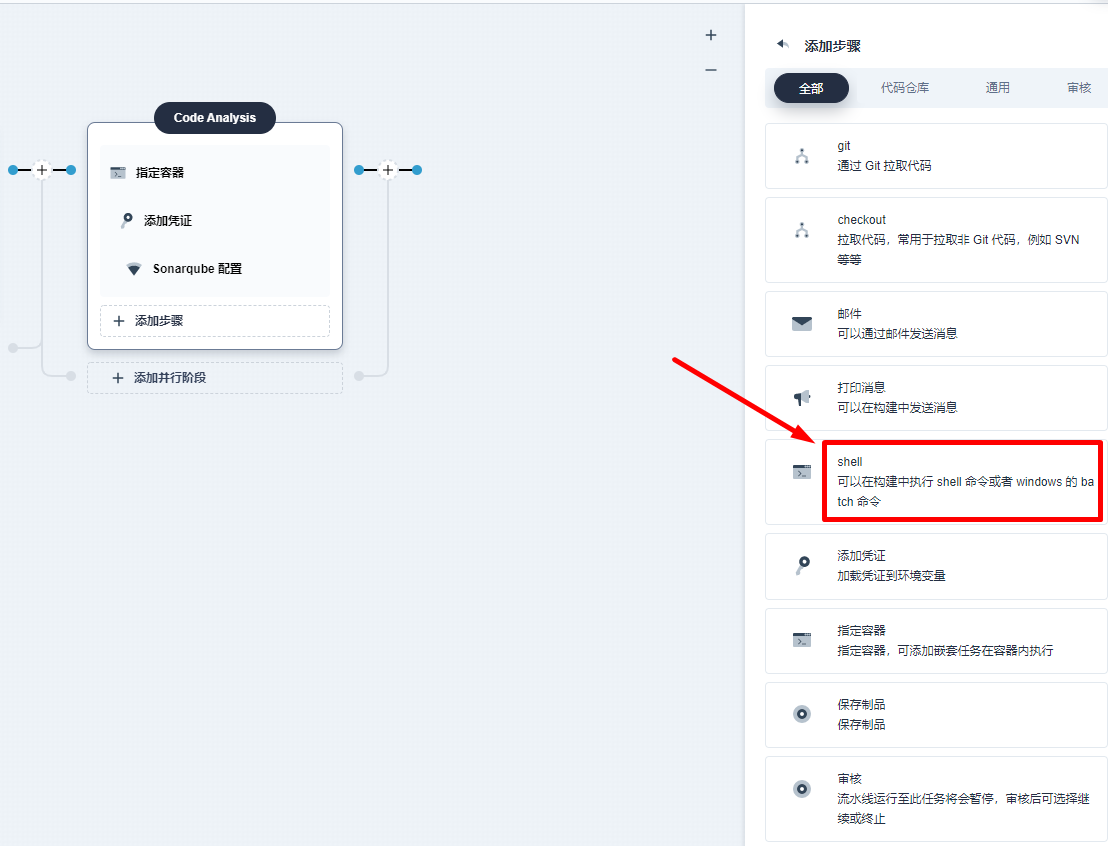 Code Analysis
指定容器
添加凭证
Sonarqube 配置
添加步骤
添加并行阶段
添加步骤
全部
代码仓库
通用
审核
git
通过 Git 拉取代码
checkout
拉取代码，常用于拉取非 Git 代码，例如 SVN
等等
邮件
可以通过邮件发送消息
打印消息
可以在构建中发送消息
shell
可以在构建中执行 shell 命令或者 windows 的 ba
tch 命令
添加凭证
加载凭证到环境变量
指定容器
指定容器，可添加嵌套任务在容器内执行
保存制品
保存制品
审核
流水线运行至此任务将会暂停，审核后可选择继
续或终止